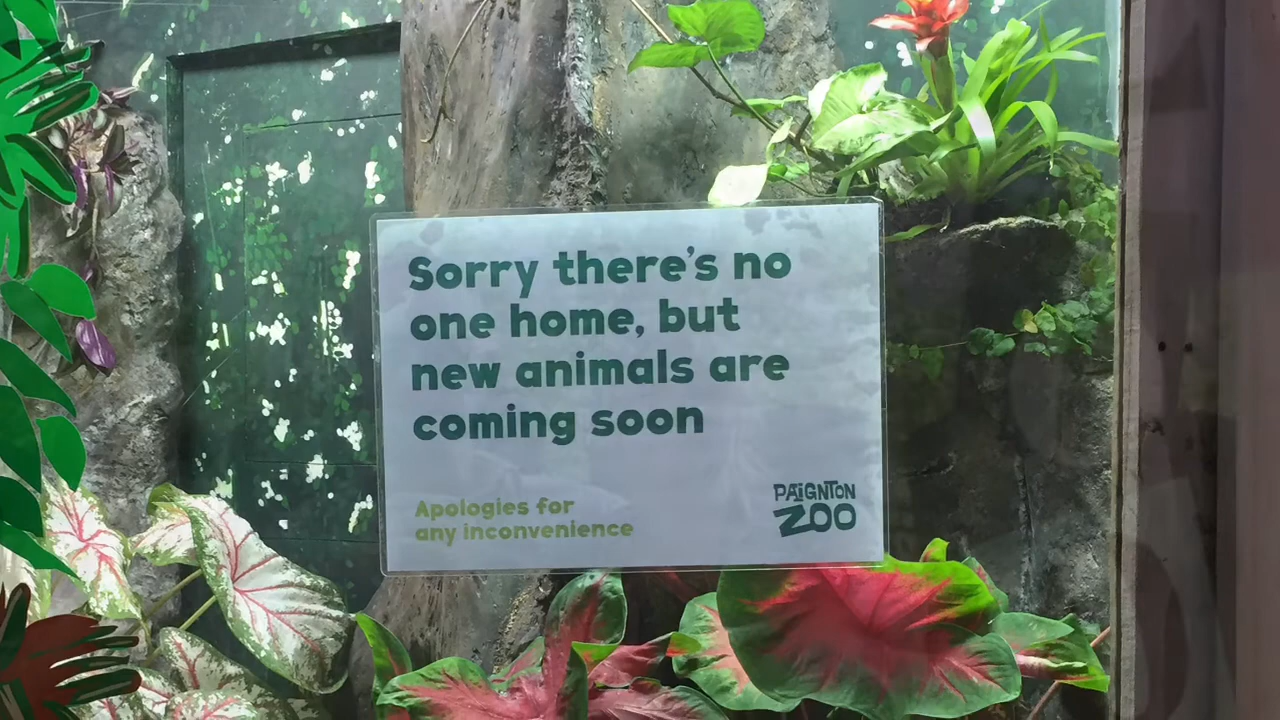 Sorry there's no
one home, but
new animals are
coming soon
Apologies for
any inconvenience
PAIGNTON
ZOO